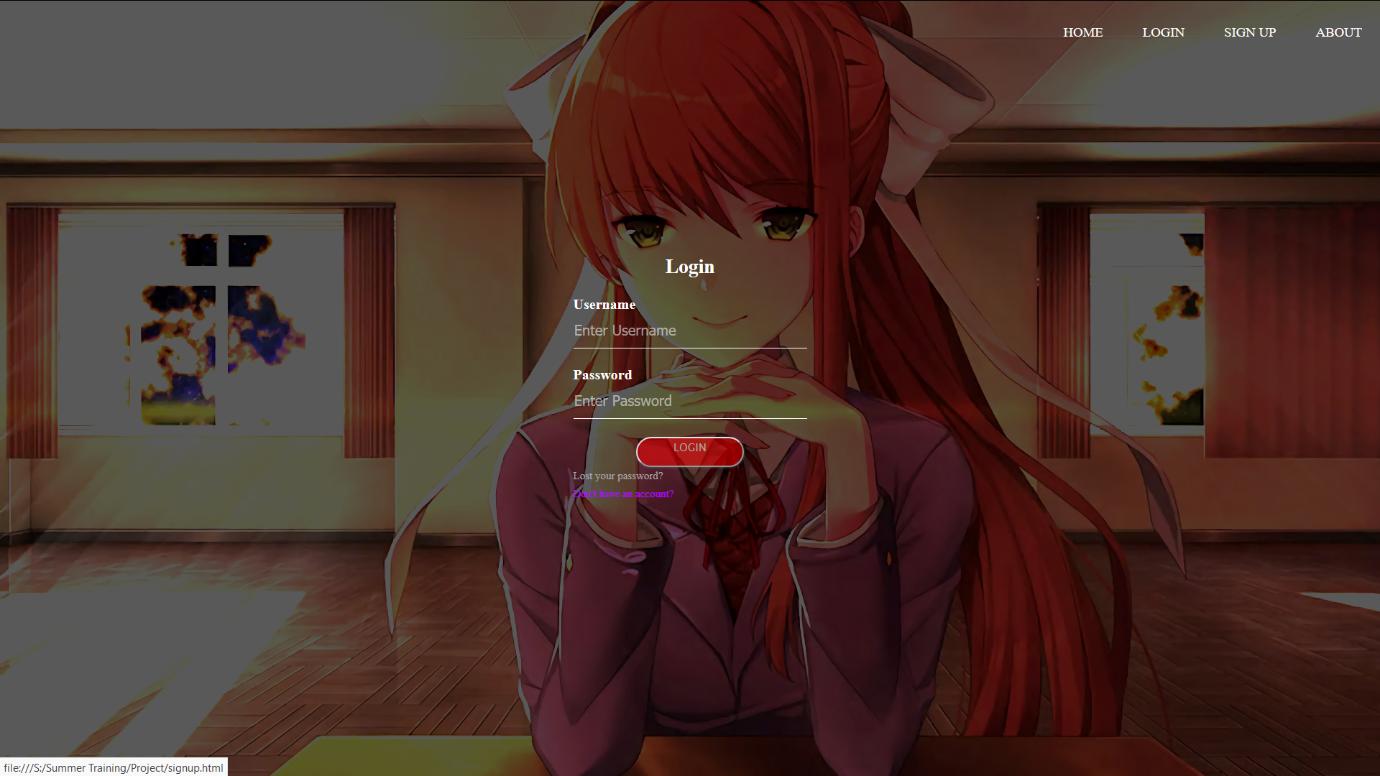 HOME LOGIN SIGN UP ABOUT
Login
Username
Enter Username
Password
Enter Password
LOGIN
Lost your password?
Don't have an account?
file:///S:/Summer Training/Project/signup.html